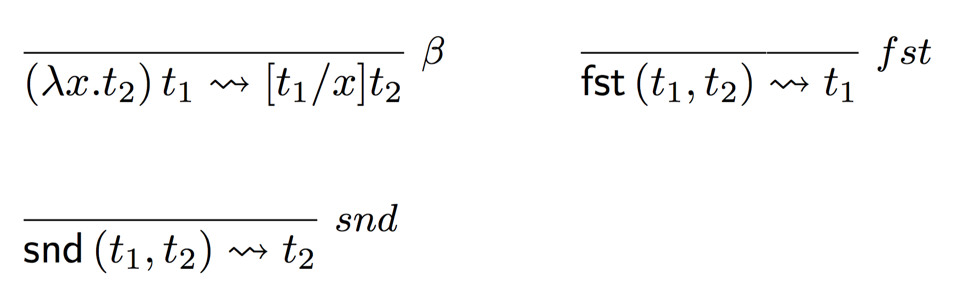 (λx.t₂) t₁ ⇝ [t₁/x]t₂ β
fst (t₁, t₂) ⇝ t₁ fst
snd (t₁, t₂) ⇝ t₂ snd